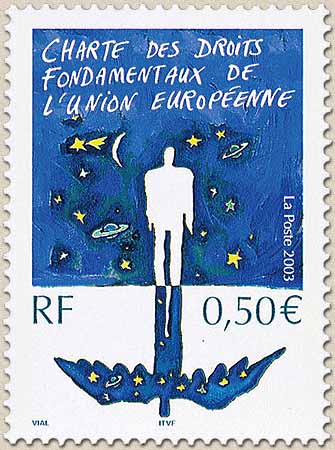 CHARTE DES DROITS
FONDAMENTAUX DE
L'UNION EUROPÉENNE
La Poste 2003
RF 0,50€
VIAL ITVF